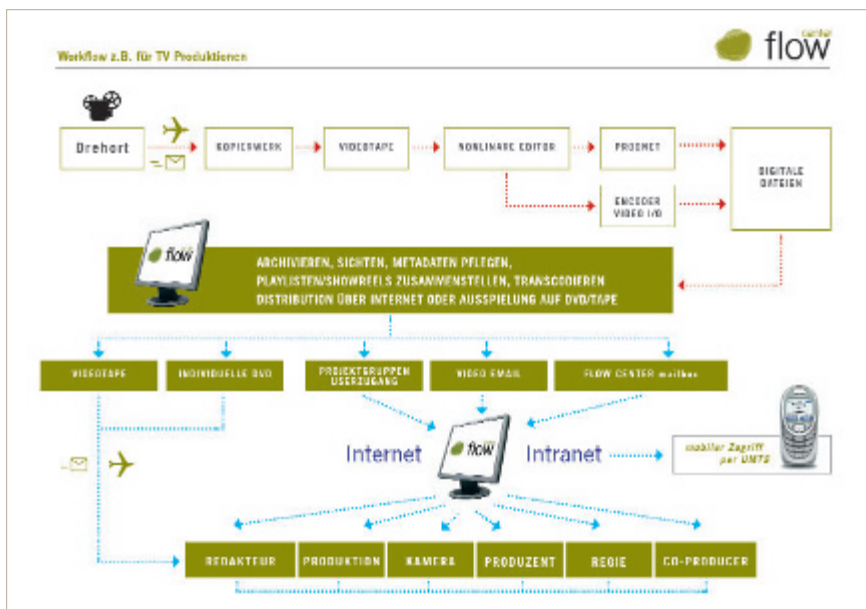 Workflow z.B. für TV Produktionen
flow
center
Drehort
KOPIERWERK
VIDEOTAPE
NONLINARE EDITOR
PRODNET
DIGITALE
DATEIEN
ENCODER
VIDEO I/O
flow
ARCHIVIEREN, SICHTEN, METADATEN PFLEGEN,
PLAYLISTEN/SHOWREELS ZUSAMMENSTELLEN, TRANSCODIEREN
DISTRIBUTION ÜBER INTERNET ODER AUSSPIELUNG AUF DVD/TAPE
VIDEOTAPE
INDIVIDUELLE DVD
PROJEKTGRUPPEN
USERZUGANG
VIDEO EMAIL
FLOW CENTER mailbox
Internet
flow
Intranet
mobiler Zugriff
per UMTS
REDAKTEUR
PRODUKTION
KAMERA
PRODUZENT
REGIE
CO-PRODUCER